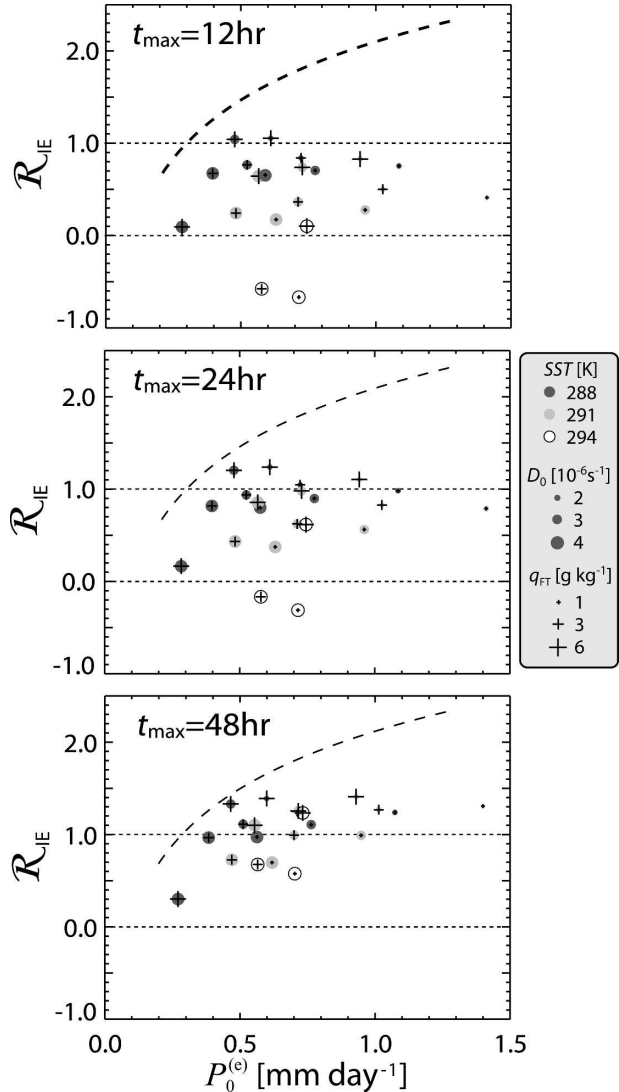 t_max=12hr
2.0
1.0
0.0
-1.0
ℛ_IE
t_max=24hr
2.0
1.0
0.0
-1.0
ℛ_IE
SST [K]
288
291
294
D_0 [10^-6 s^-1]
2
3
4
q_FT [g kg^-1]
1
3
6
t_max=48hr
2.0
1.0
0.0
-1.0
ℛ_IE
0.0 0.5 1.0 1.5
P_0^(e) [mm day^-1]